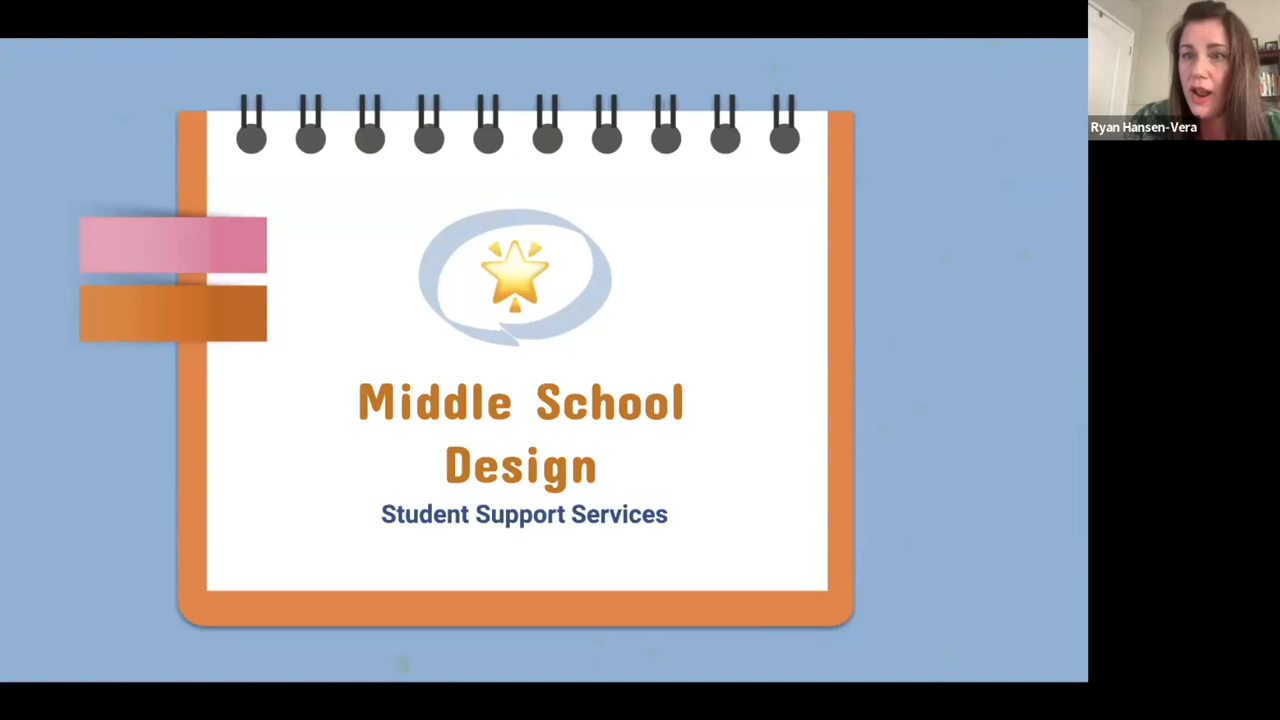 Middle School
Design
Student Support Services
Ryan Hansen-Vera